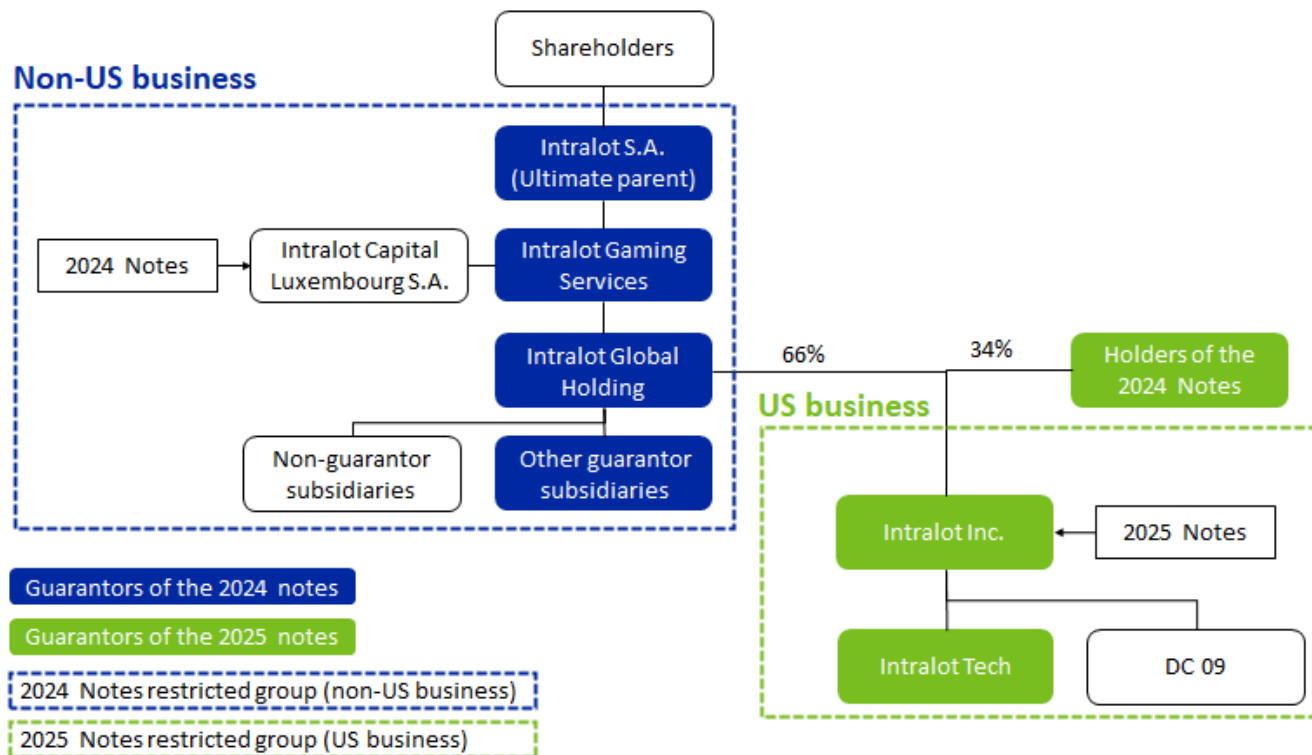 Shareholders
Non-US business
Intralot S.A.
(Ultimate parent)
2024 Notes
Intralot Capital
Luxembourg S.A.
Intralot Gaming
Services
Intralot Global
Holding
66%
34%
Holders of the
2024 Notes
US business
Non-guarantor
subsidiaries
Other guarantor
subsidiaries
Intralot Inc.
2025 Notes
Intralot Tech
DC 09
Guarantors of the 2024 notes
Guarantors of the 2025 notes
2024 Notes restricted group (non-US business)
2025 Notes restricted group (US business)